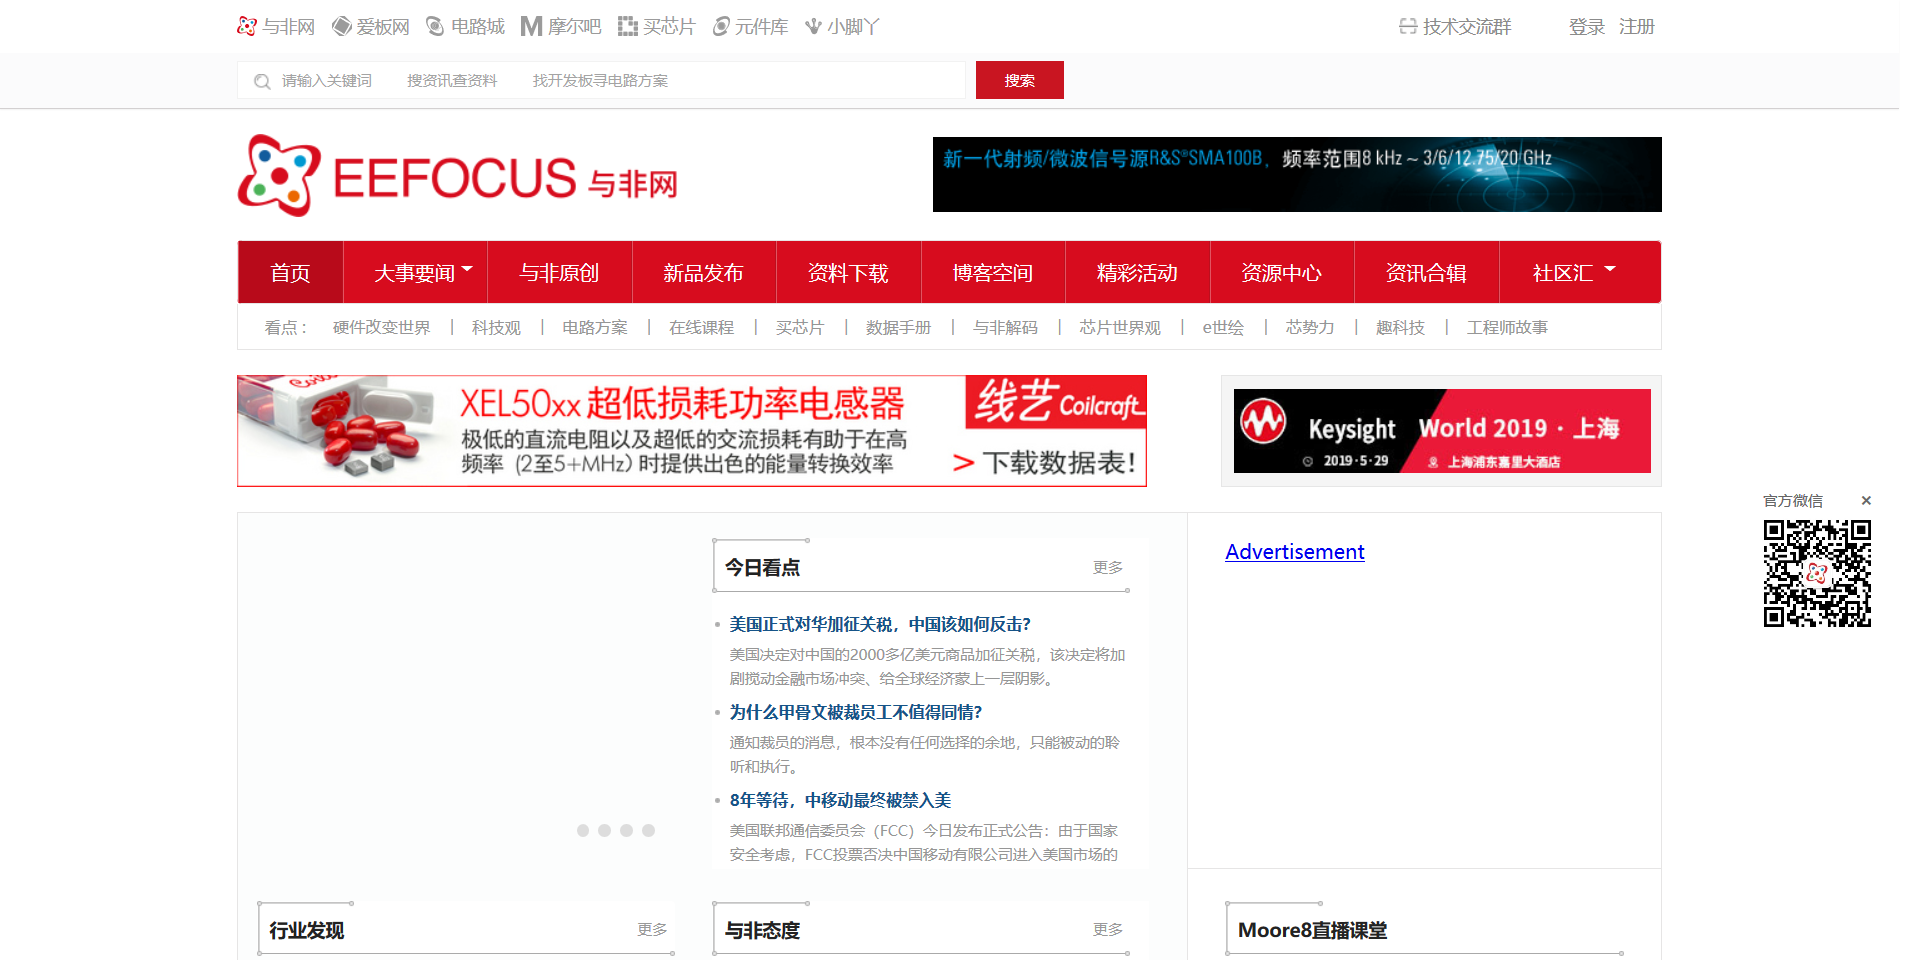 与非网 爱板网 电路城 摩尔吧 买芯片 元件库 小脚丫 技术交流群 登录 注册
请输入关键词 搜资讯查资料 找开发板寻电路方案 搜索
EEFOCUS 与非网
新一代射频/微波信号源R&S®SMA100B，频率范围8 kHz ~ 3/6/12.75/20 GHz
首页 大事要闻 与非原创 新品发布 资料下载 博客空间 精彩活动 资源中心 资讯合辑 社区汇
看点： 硬件改变世界 | 科技观 | 电路方案 | 在线课程 | 买芯片 | 数据手册 | 与非解码 | 芯片世界观 | e世绘 | 芯势力 | 趣科技 | 工程师故事
XEL50xx 超低损耗功率电感器
极低的直流电阻以及超低的交流损耗有助于在高
频率（2至5+MHz）时提供出色的能量转换效率
线艺 Coilcraft
> 下载数据表!
Keysight World 2019 · 上海
2019·5·29 上海浦东嘉里大酒店
官方微信 ×
今日看点 更多
美国正式对华加征关税，中国该如何反击?
美国决定对中国的2000多亿美元商品加征关税，该决定将加
剧搅动金融市场冲突、给全球经济蒙上一层阴影。
为什么甲骨文被裁员工不值得同情?
通知裁员的消息，根本没有任何选择的余地，只能被动的聆
听和执行。
8年等待，中移动最终被禁入美
美国联邦通信委员会（FCC）今日发布正式公告：由于国家
安全考虑，FCC投票否决中国移动有限公司进入美国市场的
Advertisement
行业发现 更多
与非态度 更多
Moore8直播课堂